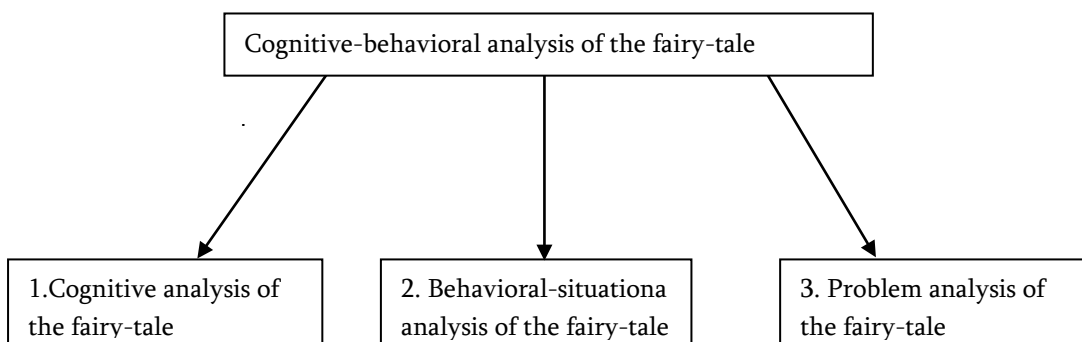 Cognitive-behavioral analysis of the fairy-tale
1.Cognitive analysis of
the fairy-tale
2. Behavioral-situationa
analysis of the fairy-tale
3. Problem analysis of
the fairy-tale